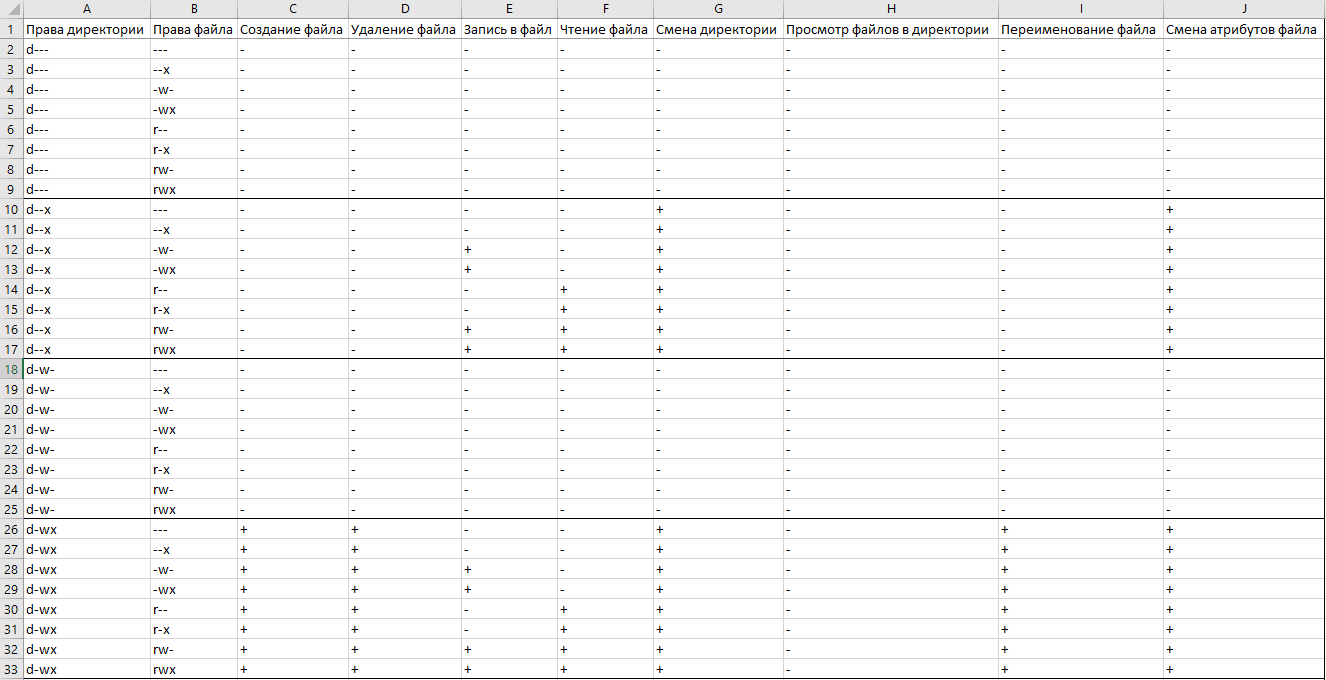 A B C D E F G H I J
1 Права директории Права файла Создание файла Удаление файла Запись в файл Чтение файла Смена директории Просмотр файлов в директории Переименование файла Смена атрибутов файла
2 d--- --- - - - - - - - -
3 d--- --x - - - - - - - -
4 d--- -w- - - - - - - - -
5 d--- -wx - - - - - - - -
6 d--- r-- - - - - - - - -
7 d--- r-x - - - - - - - -
8 d--- rw- - - - - - - - -
9 d--- rwx - - - - - - - -
10 d--x --- - - - - + - - +
11 d--x --x - - - - + - - +
12 d--x -w- - - + - + - - +
13 d--x -wx - - + - + - - +
14 d--x r-- - - - + + - - +
15 d--x r-x - - - + + - - +
16 d--x rw- - - + + + - - +
17 d--x rwx - - + + + - - +
18 d-w- --- - - - - - - - -
19 d-w- --x - - - - - - - -
20 d-w- -w- - - - - - - - -
21 d-w- -wx - - - - - - - -
22 d-w- r-- - - - - - - - -
23 d-w- r-x - - - - - - - -
24 d-w- rw- - - - - - - - -
25 d-w- rwx - - - - - - - -
26 d-wx --- + + - - + - + +
27 d-wx --x + + - - + - + +
28 d-wx -w- + + + - + - + +
29 d-wx -wx + + + - + - + +
30 d-wx r-- + + - + + - + +
31 d-wx r-x + + - + + - + +
32 d-wx rw- + + + + + - + +
33 d-wx rwx + + + + + - + +